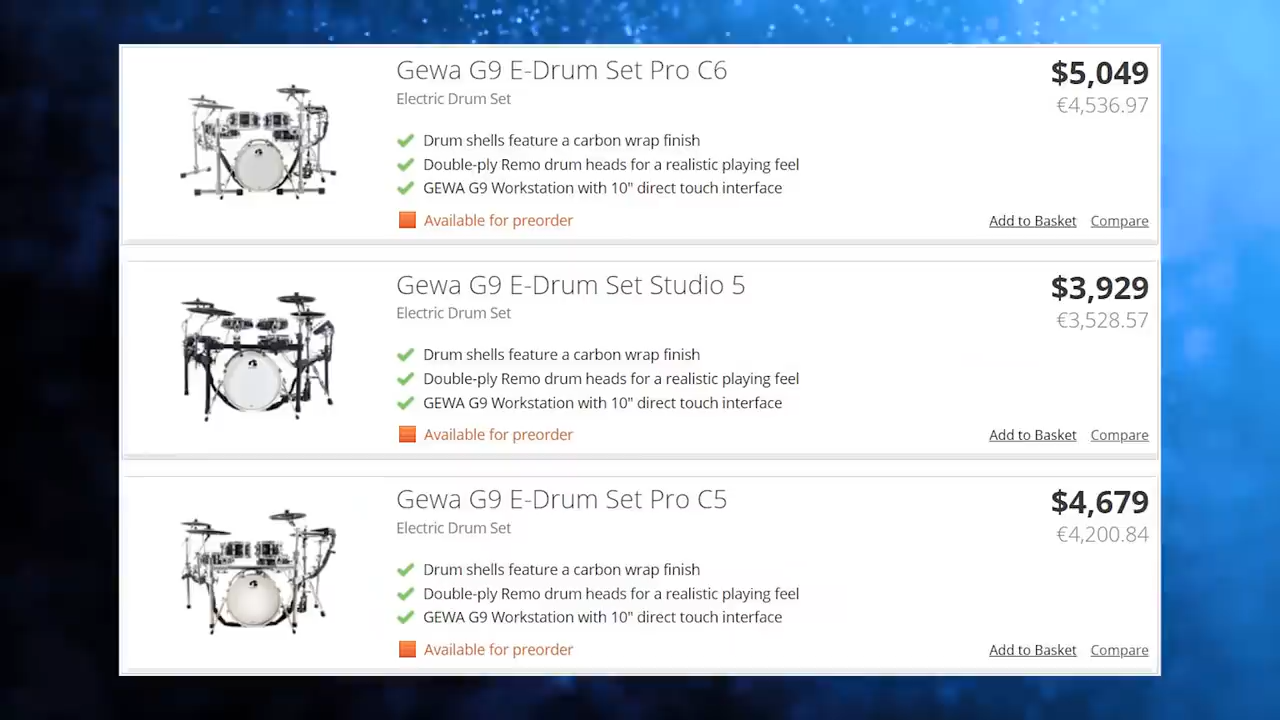 Gewa G9 E-Drum Set Pro C6
$5,049
Electric Drum Set
€4,536.97
Drum shells feature a carbon wrap finish
Double-ply Remo drum heads for a realistic playing feel
GEWA G9 Workstation with 10" direct touch interface
Available for preorder
Add to Basket Compare
Gewa G9 E-Drum Set Studio 5
$3,929
Electric Drum Set
€3,528.57
Drum shells feature a carbon wrap finish
Double-ply Remo drum heads for a realistic playing feel
GEWA G9 Workstation with 10" direct touch interface
Available for preorder
Add to Basket Compare
Gewa G9 E-Drum Set Pro C5
$4,679
Electric Drum Set
€4,200.84
Drum shells feature a carbon wrap finish
Double-ply Remo drum heads for a realistic playing feel
GEWA G9 Workstation with 10" direct touch interface
Available for preorder
Add to Basket Compare